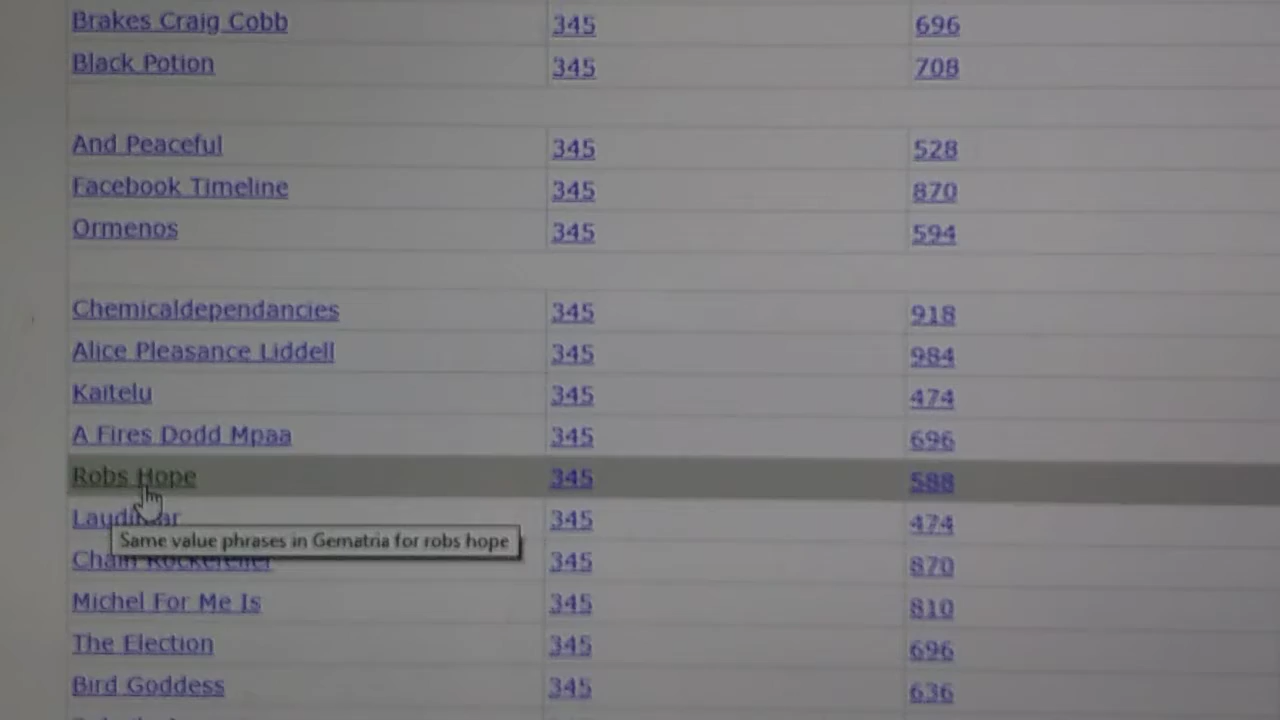 Brakes Craig Cobb 345 696
Black Potion 345 708
And Peaceful 345 528
Facebook Timeline 345 870
Ormenos 345 594
Chemicaldependancies 345 918
Alice Pleasance Liddell 345 984
Kaitelu 345 474
A Fires Dodd Mpaa 345 696
Robs Hope 345 588
345 474
Same value phrases in Gematria for robs hope
Chain Rockefeller 345 870
Michel For Me Is 345 810
The Election 345 696
Bird Goddess 345 636